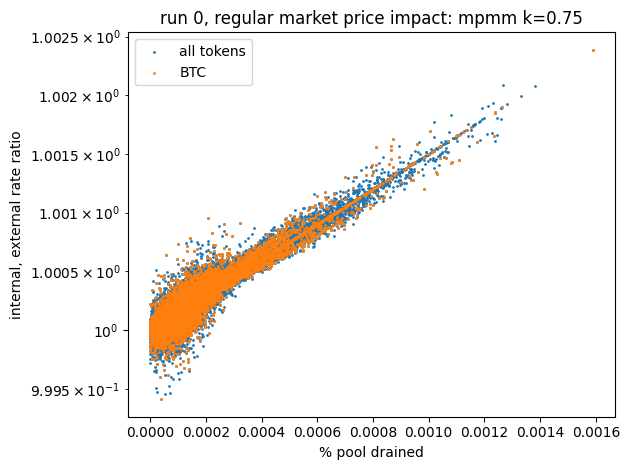 run 0, regular market price impact: mpmm k=0.75
all tokens
BTC
internal, external rate ratio
1.0025 × 10⁰
1.002 × 10⁰
1.0015 × 10⁰
1.001 × 10⁰
1.0005 × 10⁰
10⁰
9.995 × 10⁻¹
0.0000 0.0002 0.0004 0.0006 0.0008 0.0010 0.0012 0.0014 0.0016
% pool drained